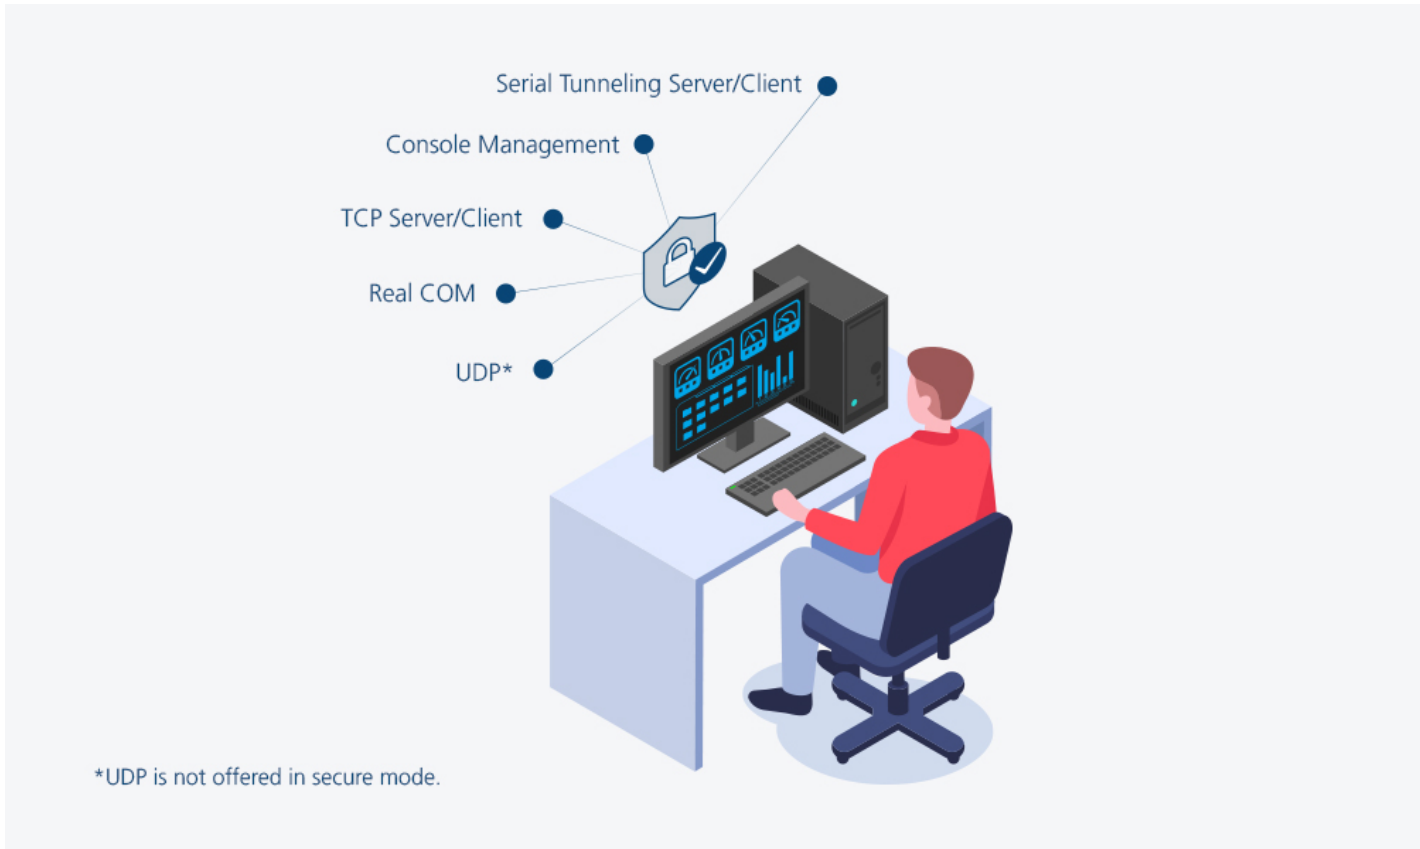 Serial Tunneling Server/Client
Console Management
TCP Server/Client
Real COM
UDP*
*UDP is not offered in secure mode.